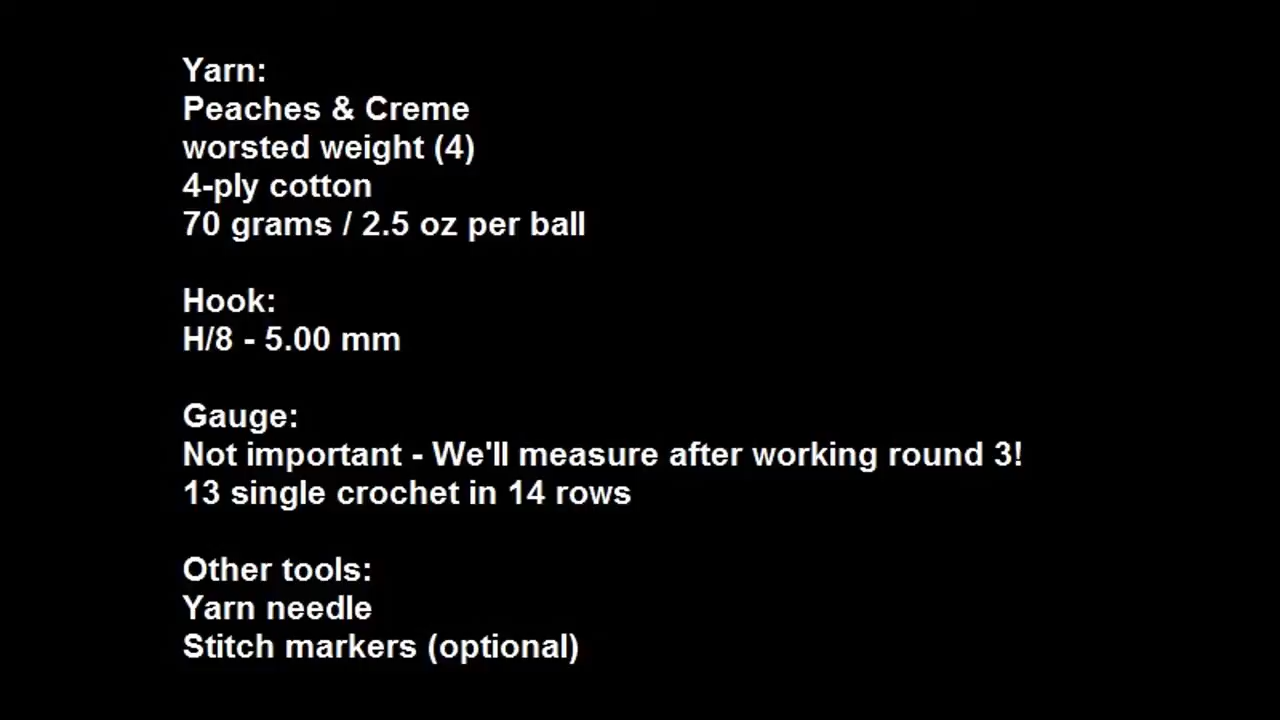 Yarn:
Peaches & Creme
worsted weight (4)
4-ply cotton
70 grams / 2.5 oz per ball
Hook:
H/8 - 5.00 mm
Gauge:
Not important - We'll measure after working round 3!
13 single crochet in 14 rows
Other tools:
Yarn needle
Stitch markers (optional)